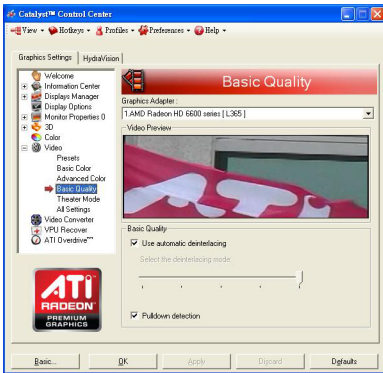 Catalyst™ Control Center
View Hotkeys Profiles Preferences Help
Graphics Settings HydraVision
Welcome
Information Center
Displays Manager
Display Options
Monitor Properties 0
3D
Color
Video
Presets
Basic Color
Advanced Color
Basic Quality
Theater Mode
All Settings
Video Converter
VPU Recover
ATI Overdrive™
ATI
RADEON
PREMIUM
GRAPHICS
Basic Quality
Graphics Adapter :
1.AMD Radeon HD 6600 series [ L365 ]
Video Preview
Basic Quality
Use automatic deinterlacing
Select the deinterlacing mode:
Pulldown detection
Basic... OK Apply Discard Defaults